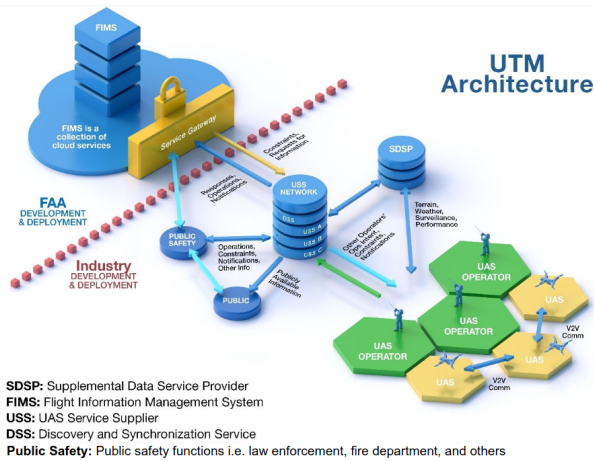 UTM
Architecture
FIMS
FIMS is a
collection of
cloud services
Service Gateway
Constraints,
Requests for
Information
Responses,
Operations,
Notifications
USS
NETWORK
DSS
USS A
USS B
USS C
SDSP
FAA
DEVELOPMENT
& DEPLOYMENT
Industry
DEVELOPMENT
& DEPLOYMENT
PUBLIC
SAFETY
Operations,
Constraints,
Notifications,
Other Info
PUBLIC
Publicly
Available
Information
Other Operators'
Ops Intent,
Constraints,
Notifications
Terrain,
Weather,
Surveillance,
Performance
UAS
OPERATOR
UAS
OPERATOR
UAS
OPERATOR
UAS
UAS
UAS
V2V
Comm
V2V
Comm
SDSP: Supplemental Data Service Provider
FIMS: Flight Information Management System
USS: UAS Service Supplier
DSS: Discovery and Synchronization Service
Public Safety: Public safety functions i.e. law enforcement, fire department, and others